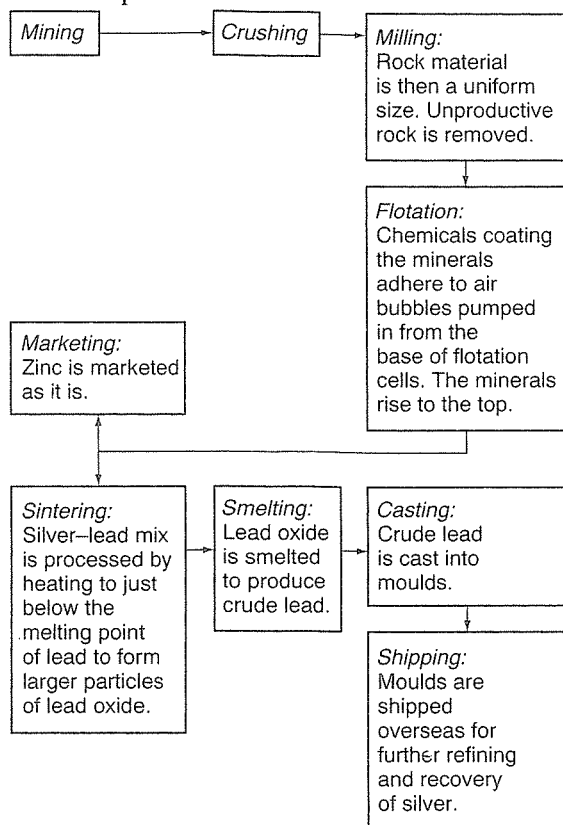 Mining
Crushing
Milling:
Rock material
is then a uniform
size. Unproductive
rock is removed.
Flotation:
Chemicals coating
the minerals
adhere to air
bubbles pumped
in from the
base of flotation
cells. The minerals
rise to the top.
Marketing:
Zinc is marketed
as it is.
Sintering:
Silver–lead mix
is processed by
heating to just
below the
melting point
of lead to form
larger particles
of lead oxide.
Smelting:
Lead oxide
is smelted
to produce
crude lead.
Casting:
Crude lead
is cast into
moulds.
Shipping:
Moulds are
shipped
overseas for
further refining
and recovery
of silver.